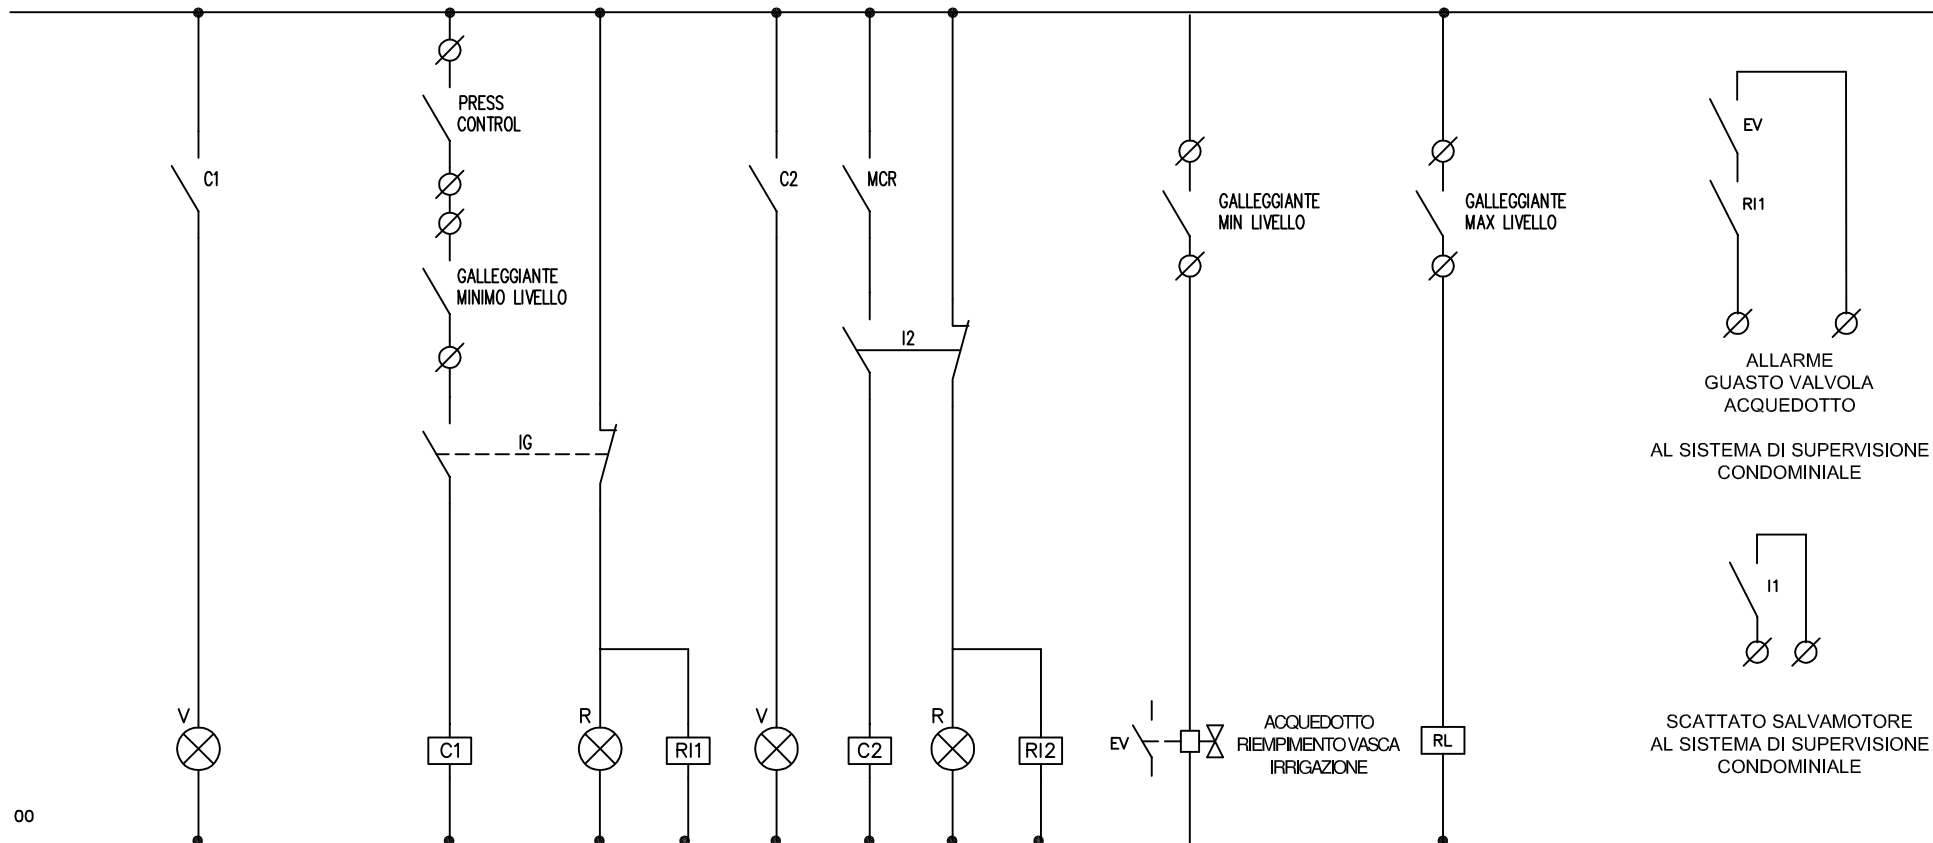 PRESS
CONTROL
C1
C2
MCR
GALLEGGIANTE
MIN LIVELLO
GALLEGGIANTE
MAX LIVELLO
EV
RI1
GALLEGGIANTE
MINIMO LIVELLO
I2
ALLARME
GUASTO VALVOLA
ACQUEDOTTO
IG
AL SISTEMA DI SUPERVISIONE
CONDOMINIALE
I1
V
C1
R
RI1
V
C2
R
RI2
EV
ACQUEDOTTO
RIEMPIMENTO VASCA
IRRIGAZIONE
RL
SCATTATO SALVAMOTORE
AL SISTEMA DI SUPERVISIONE
CONDOMINIALE
00